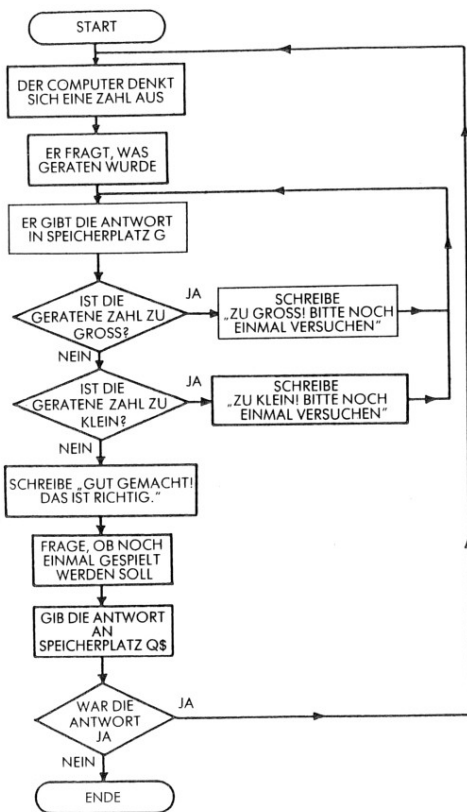 START
DER COMPUTER DENKT
SICH EINE ZAHL AUS
ER FRAGT, WAS
GERATEN WURDE
ER GIBT DIE ANTWORT
IN SPEICHERPLATZ G
IST DIE
GERATENE ZAHL ZU
GROSS?
JA
SCHREIBE
„ZU GROSS! BITTE NOCH
EINMAL VERSUCHEN"
NEIN
IST DIE
GERATENE ZAHL ZU
KLEIN?
JA
SCHREIBE
„ZU KLEIN! BITTE NOCH
EINMAL VERSUCHEN"
NEIN
SCHREIBE „GUT GEMACHT!
DAS IST RICHTIG."
FRAGE, OB NOCH
EINMAL GESPIELT
WERDEN SOLL
GIB DIE ANTWORT
AN
SPEICHERPLATZ Q$
WAR DIE
ANTWORT
JA
JA
NEIN
ENDE